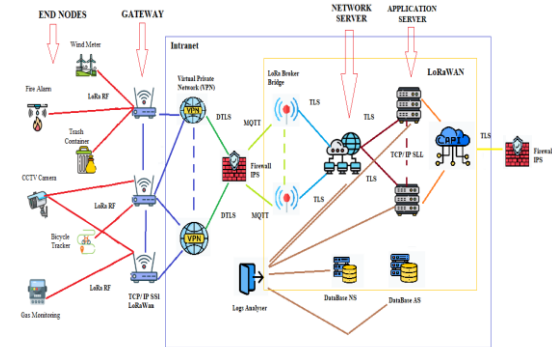 END NODES
GATEWAY
NETWORK
SERVER
APPLICATION
SERVER
Wind Meter
Intranet
LoRaWAN
Virtual Private
Network (VPN)
LoRa Broker
Bridge
TLS
Fire Alarm
LoRa RF
VPN
DTLS
MQTT
TLS
TLS
Trash
Container
API
TLS
Firewall
IPS
Firewall
IPS
TCP/IP SLL
CCTV Camera
TLS
LoRa RF
TLS
DTLS
MQTT
Bicycle
Tracker
VPN
LoRa RF
TCP/IP SSl
LoRaWan
Gas Monitoring
Logs Analyser
DataBase NS
DataBase AS